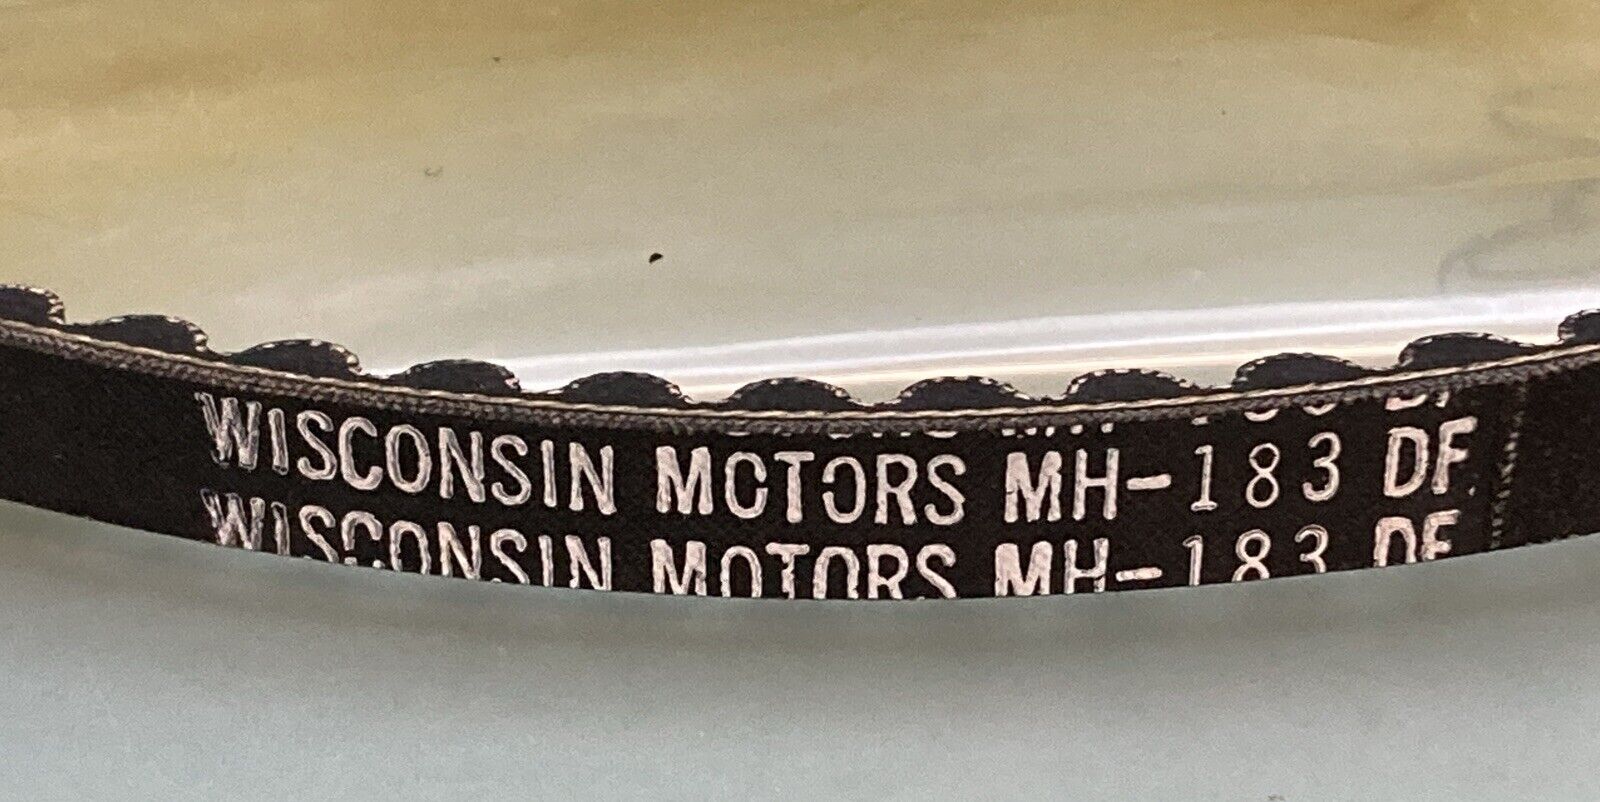 WISCONSIN MOTORS MH-183 DF
WISCONSIN MOTORS MH-183 DF